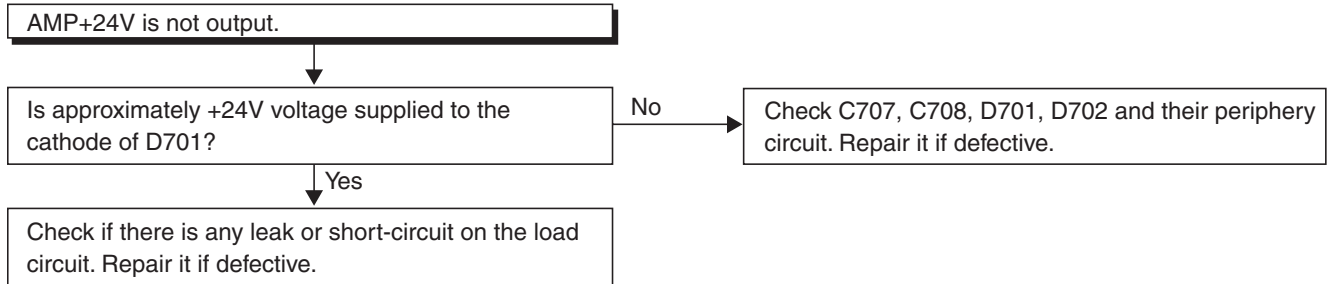 AMP+24V is not output.
Is approximately +24V voltage supplied to the
cathode of D701?
No
Check C707, C708, D701, D702 and their periphery
circuit. Repair it if defective.
Yes
Check if there is any leak or short-circuit on the load
circuit. Repair it if defective.